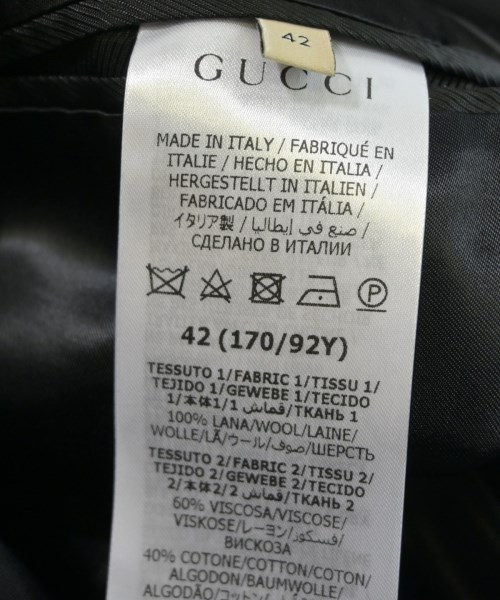 42
GUCCI
MADE IN ITALY / FABRIQUÉ EN
ITALIE / HECHO EN ITALIA /
HERGESTELLT IN ITALIEN /
FABRICADO EM ITÁLIA /
イタリア製 / صنع في إيطاليا /
СДЕЛАНО В ИТАЛИИ
P
42 (170/92Y)
TESSUTO 1/FABRIC 1/TISSU 1/
TEJIDO 1/GEWEBE 1/TECIDO
1/本体1/1 قماش/ТКАНЬ 1
100% LANA/WOOL/LAINE/
WOLLE/LÃ/ウール/صوف/ШЕРСТЬ
TESSUTO 2/FABRIC 2/TISSU 2/
TEJIDO 2/GEWEBE 2/TECIDO
2/本体2/2 قماش/ТКАНЬ 2
60% VISCOSA/VISCOSE/
VISKOSE/レーヨン/فسكوز/
ВИСКОЗА
40% COTONE/COTTON/COTON/
ALGODON/BAUMWOLLE/
ALGODÃO/コットン/